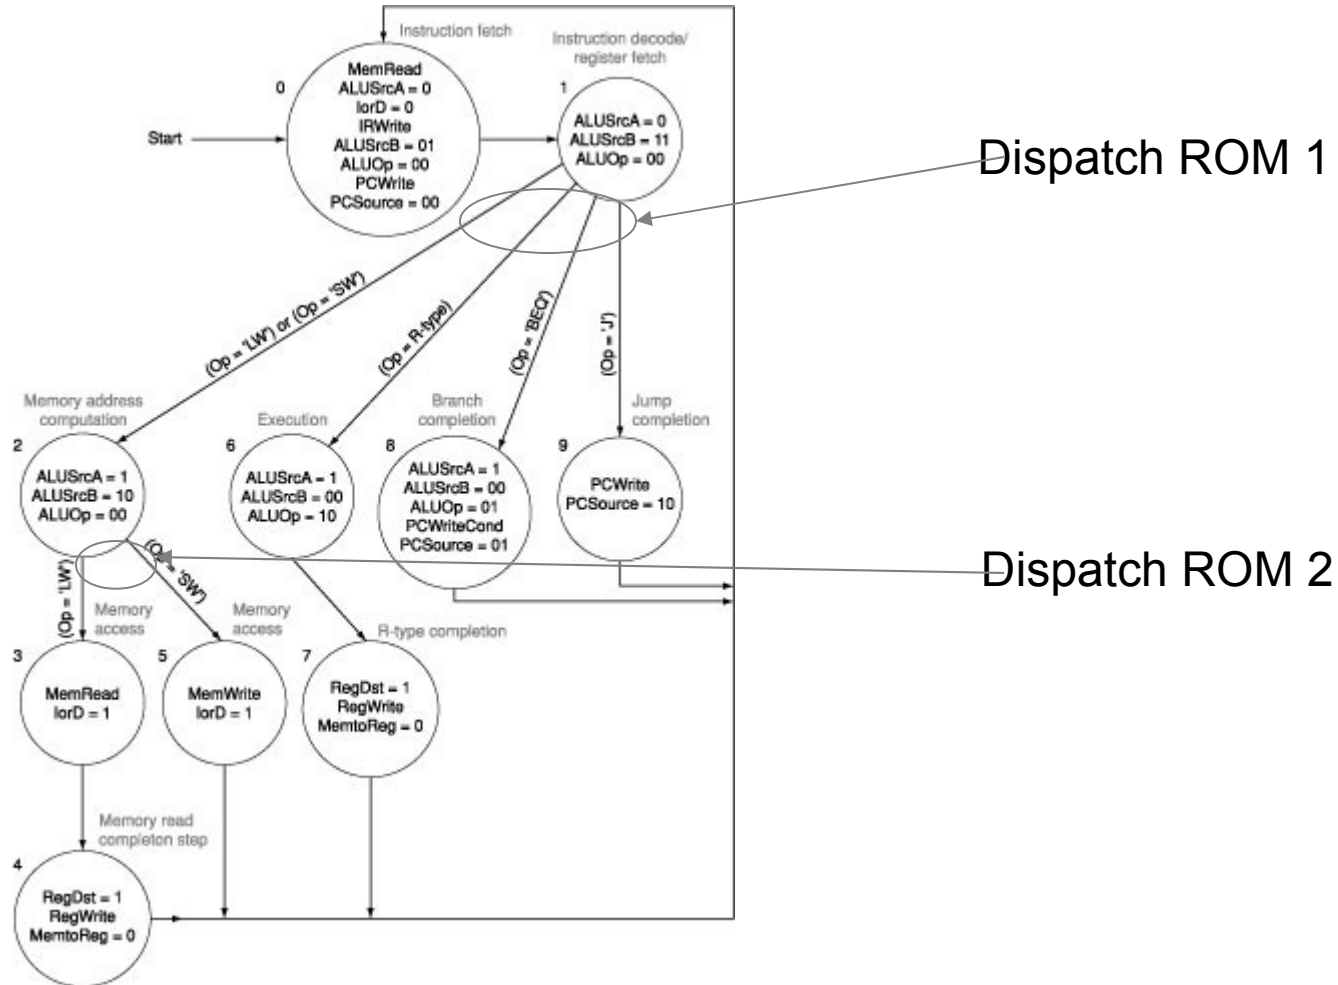 Instruction fetch
Instruction decode/
register fetch
0
MemRead
ALUSrcA = 0
IorD = 0
IRWrite
ALUSrcB = 01
ALUOp = 00
PCWrite
PCSource = 00
1
ALUSrcA = 0
ALUSrcB = 11
ALUOp = 00
Start
Dispatch ROM 1
(Op = 'LW') or (Op = 'SW')
(Op = R-type)
(Op = 'BEQ')
(Op = 'J')
Memory address
computation
2
ALUSrcA = 1
ALUSrcB = 10
ALUOp = 00
Execution
6
ALUSrcA = 1
ALUSrcB = 00
ALUOp = 10
Branch
completion
8
ALUSrcA = 1
ALUSrcB = 00
ALUOp = 01
PCWriteCond
PCSource = 01
Jump
completion
9
PCWrite
PCSource = 10
Dispatch ROM 2
(Op = 'LW')
(Op = 'SW')
Memory
access
3
MemRead
IorD = 1
Memory
access
5
MemWrite
IorD = 1
R-type completion
7
RegDst = 1
RegWrite
MemtoReg = 0
Memory read
completon step
4
RegDst = 1
RegWrite
MemtoReg = 0